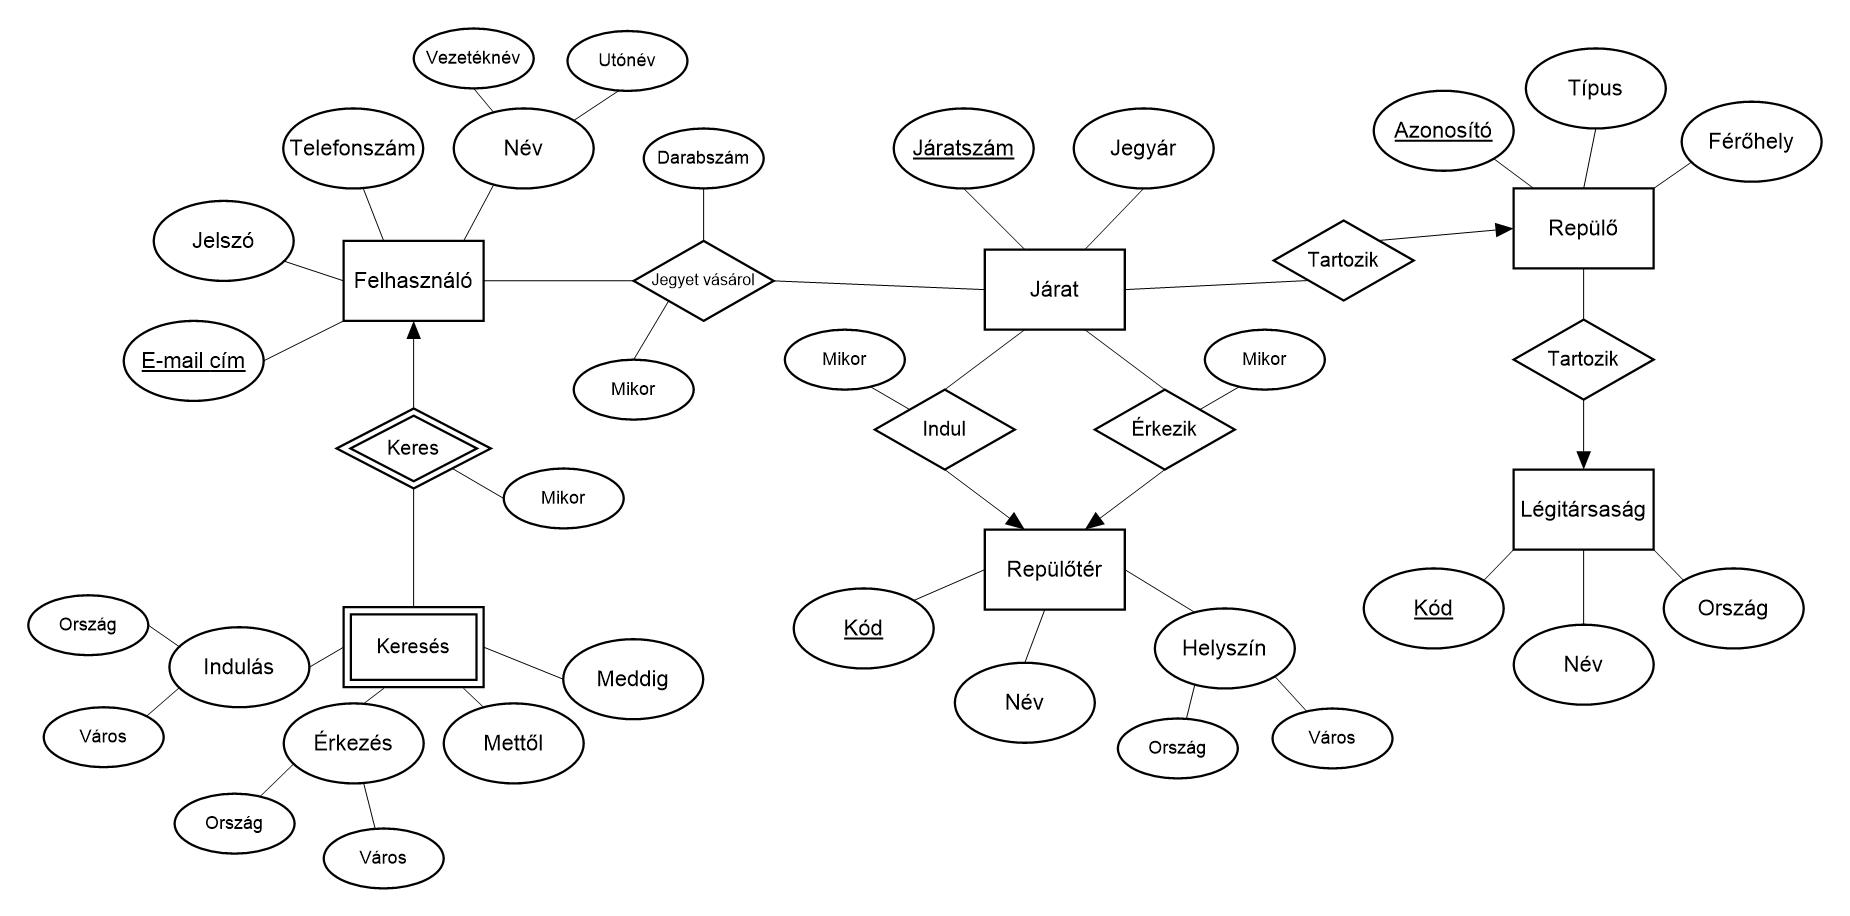 Vezetéknév
Utónév
Típus
Azonosító
Férőhely
Telefonszám
Név
Darabszám
Járatszám
Jegyár
Jelszó
Repülő
Felhasználó
Jegyet vásárol
Járat
Tartozik
E-mail cím
Mikor
Mikor
Mikor
Tartozik
Indul
Érkezik
Keres
Mikor
Légitársaság
Repülőtér
Ország
Indulás
Keresés
Meddig
Kód
Helyszín
Kód
Ország
Név
Város
Érkezés
Mettől
Név
Ország
Város
Ország
Város